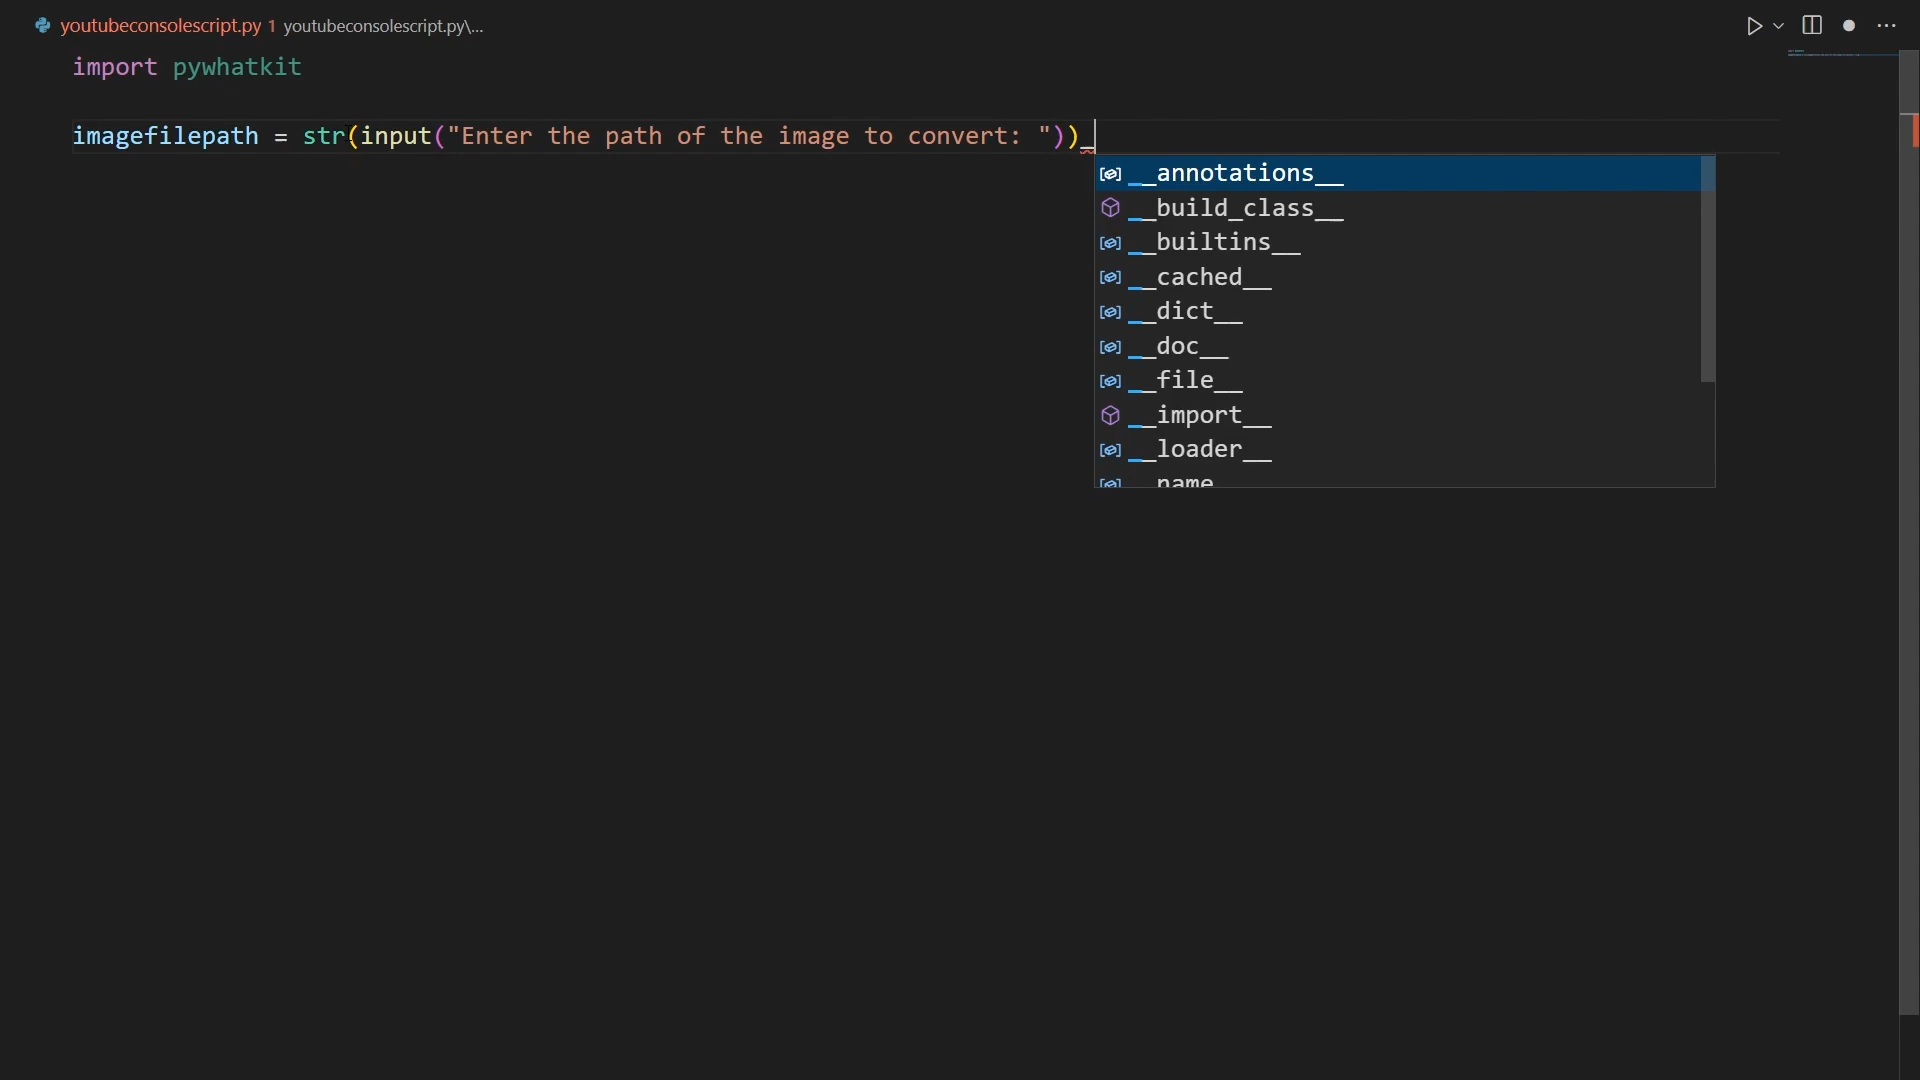 youtubeconsolescript.py 1 youtubeconsolescript.py\...
import pywhatkit
imagefilepath = str(input("Enter the path of the image to convert: "))_
__annotations__
__build_class__
__builtins__
__cached__
__dict__
__doc__
__file__
__import__
__loader__
__name__